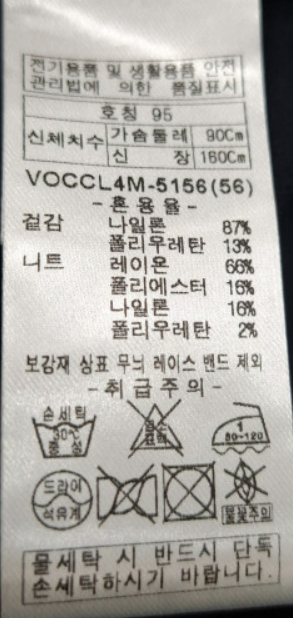 전기용품 및 생활용품 안전
관리법에 의한 품질표시
호칭 95
신체치수 가슴둘레 90Cm
신 장 160Cm
VOCCL4M-5156(56)
- 혼 용 율 -
겉감 나일론 87%
폴리우레탄 13%
니트 레이온 66%
폴리에스터 16%
나일론 16%
폴리우레탄 2%
보강재 상표 무늬 레이스 밴드 제외
- 취 급 주 의 -
손세탁
30℃
중성
염소
표백
1
80-120
드라이
석유계
불꽃주의
물세탁 시 반드시 단독
손세탁하시기 바랍니다.